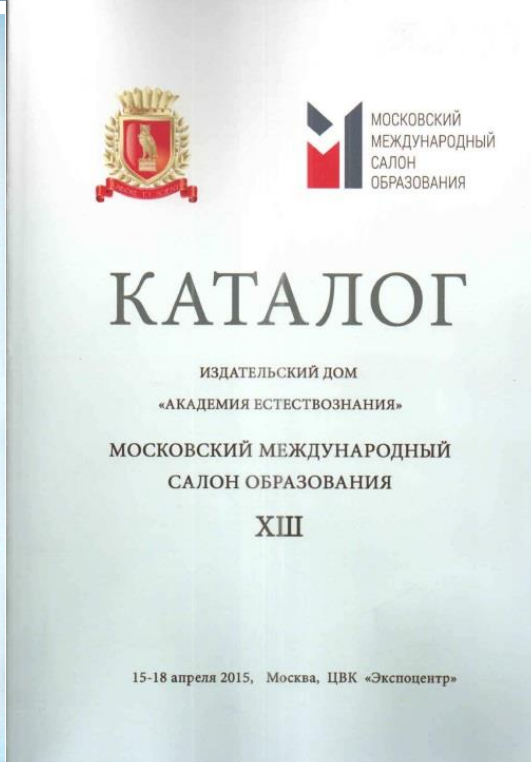 МОСКОВСКИЙ
МЕЖДУНАРОДНЫЙ
САЛОН
ОБРАЗОВАНИЯ
КАТАЛОГ
ИЗДАТЕЛЬСКИЙ ДОМ
«АКАДЕМИЯ ЕСТЕСТВОЗНАНИЯ»
МОСКОВСКИЙ МЕЖДУНАРОДНЫЙ
САЛОН ОБРАЗОВАНИЯ
XIII
15-18 апреля 2015, Москва, ЦВК «Экспоцентр»